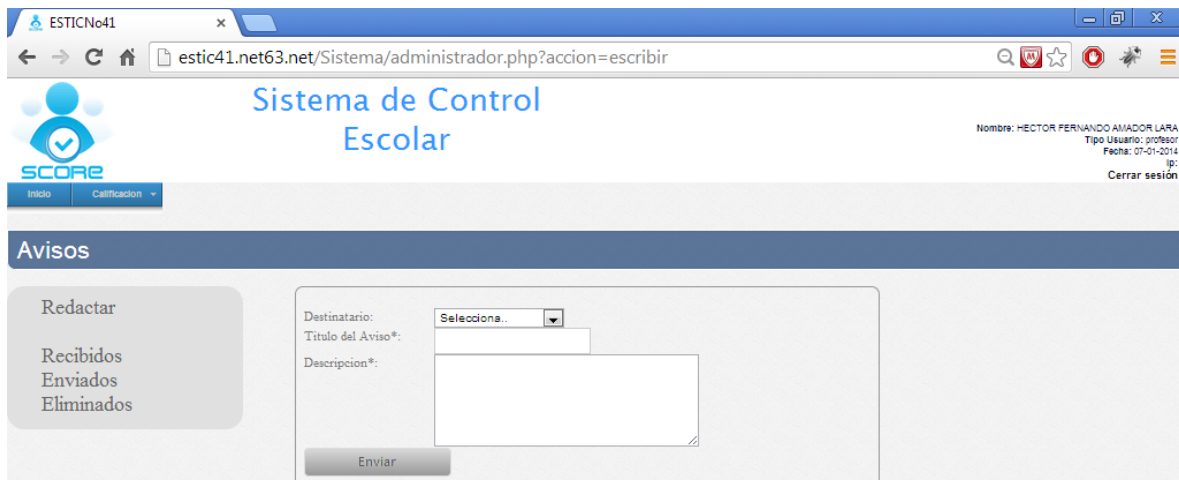 ESTICNo41
estic41.net63.net/Sistema/administrador.php?accion=escribir
Sistema de Control
Escolar
SCORE
Nombre: HECTOR FERNANDO AMADOR LARA
Tipo Usuario: profesor
Fecha: 07-01-2014
Ip:
Cerrar sesión
Inicio
Calificacion
Avisos
Redactar
Recibidos
Enviados
Eliminados
Destinatario:
Selecciona..
Titulo del Aviso*:
Descripcion*:
Enviar